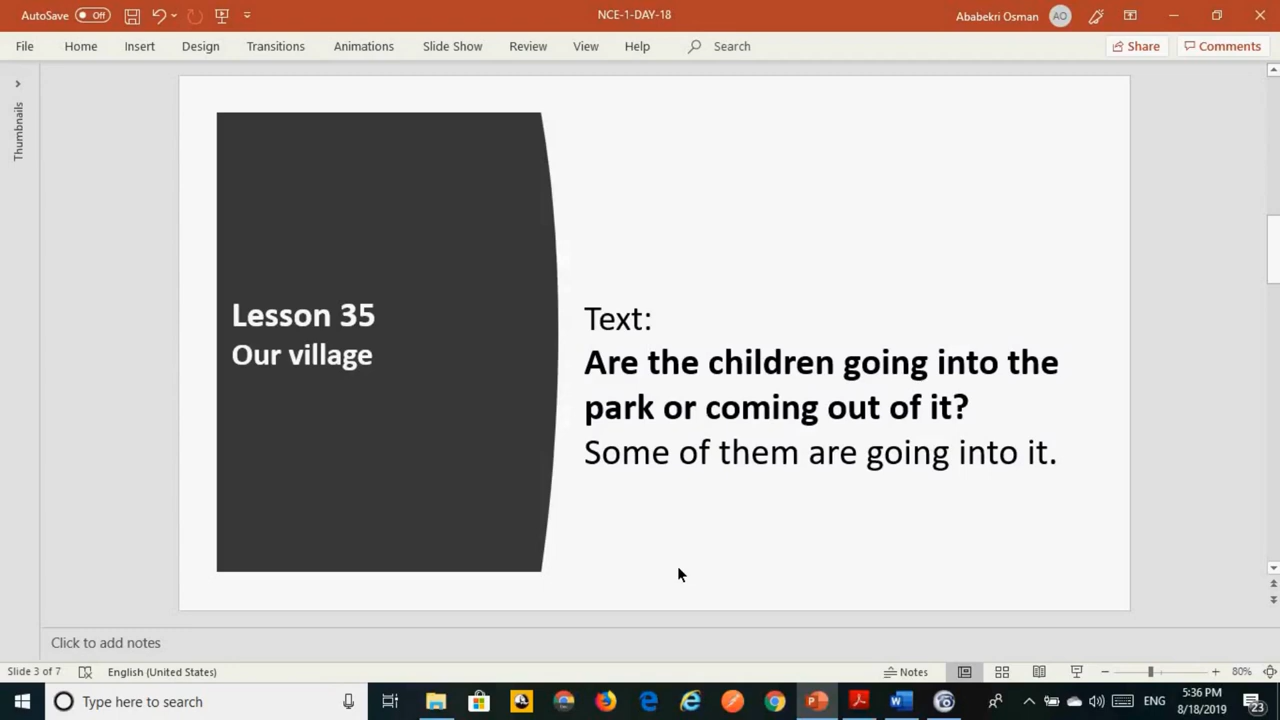 AutoSave Off NCE-1-DAY-18 Ababekri Osman AO
File Home Insert Design Transitions Animations Slide Show Review View Help Search Share Comments
Thumbnails
Lesson 35
Our village
Text:
Are the children going into the
park or coming out of it?
Some of them are going into it.
Click to add notes
Slide 3 of 7 English (United States) Notes 80%
Type here to search ENG 5:36 PM
8/18/2019 23